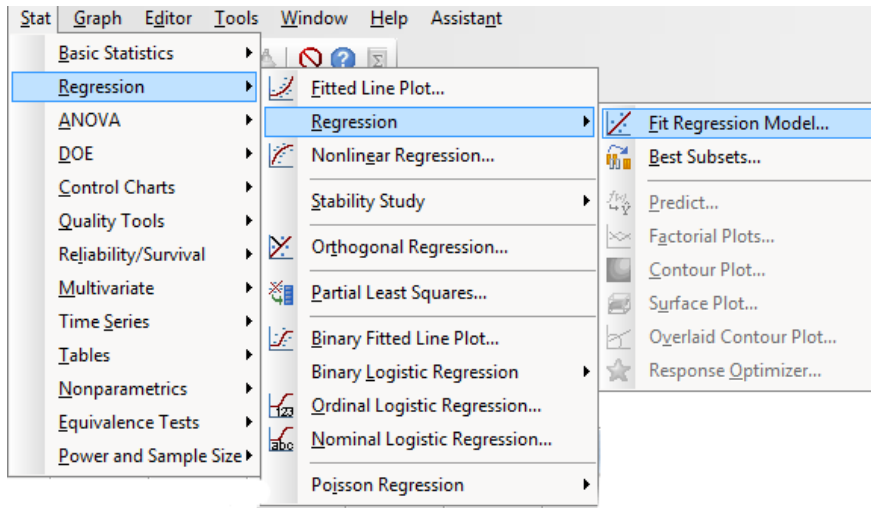 Stat Graph Editor Tools Window Help Assistant
Basic Statistics
Regression
ANOVA
DOE
Control Charts
Quality Tools
Reliability/Survival
Multivariate
Time Series
Tables
Nonparametrics
Equivalence Tests
Power and Sample Size
Fitted Line Plot...
Regression
Nonlinear Regression...
Stability Study
Orthogonal Regression...
Partial Least Squares...
Binary Fitted Line Plot...
Binary Logistic Regression
Ordinal Logistic Regression...
Nominal Logistic Regression...
Poisson Regression
Fit Regression Model...
Best Subsets...
Predict...
Factorial Plots...
Contour Plot...
Surface Plot...
Overlaid Contour Plot...
Response Optimizer...